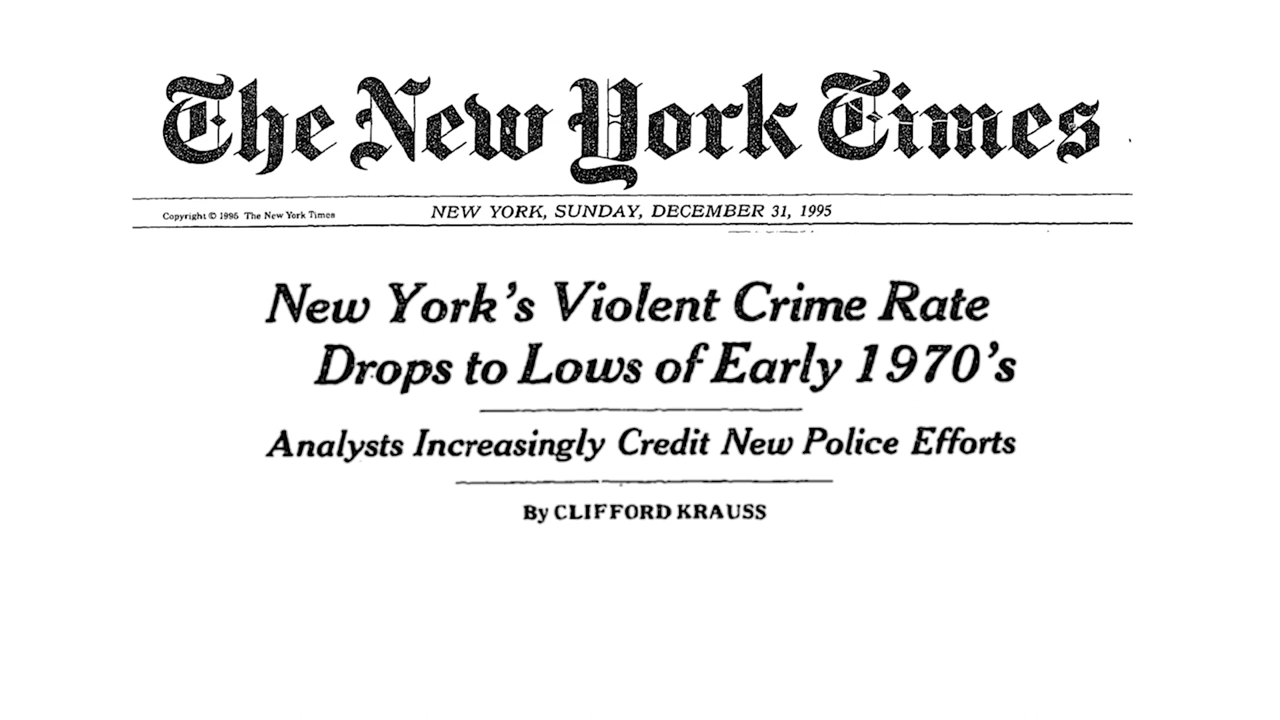 The New York Times
Copyright © 1995 The New York Times
NEW YORK, SUNDAY, DECEMBER 31, 1995
New York's Violent Crime Rate
Drops to Lows of Early 1970's
Analysts Increasingly Credit New Police Efforts
By CLIFFORD KRAUSS